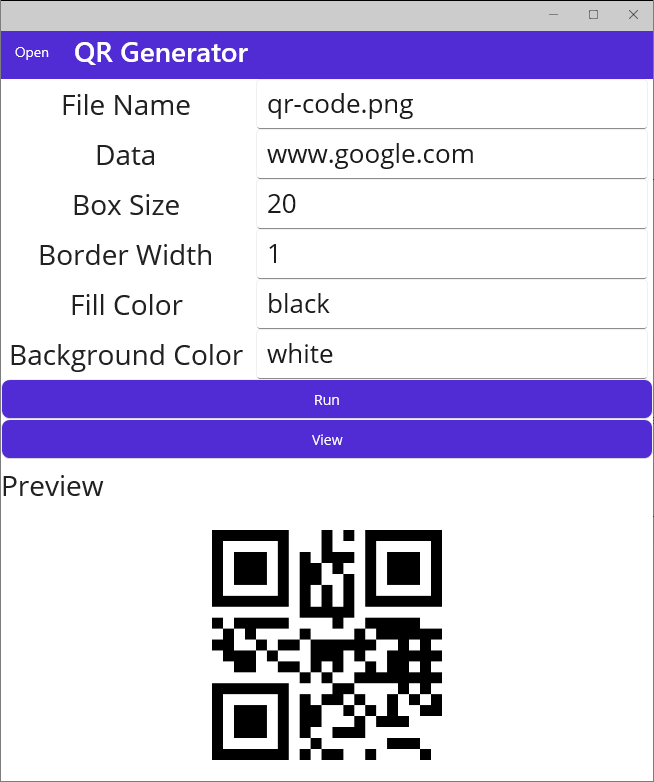 Open QR Generator
File Name qr-code.png
Data www.google.com
Box Size 20
Border Width 1
Fill Color black
Background Color white
Run
View
Preview